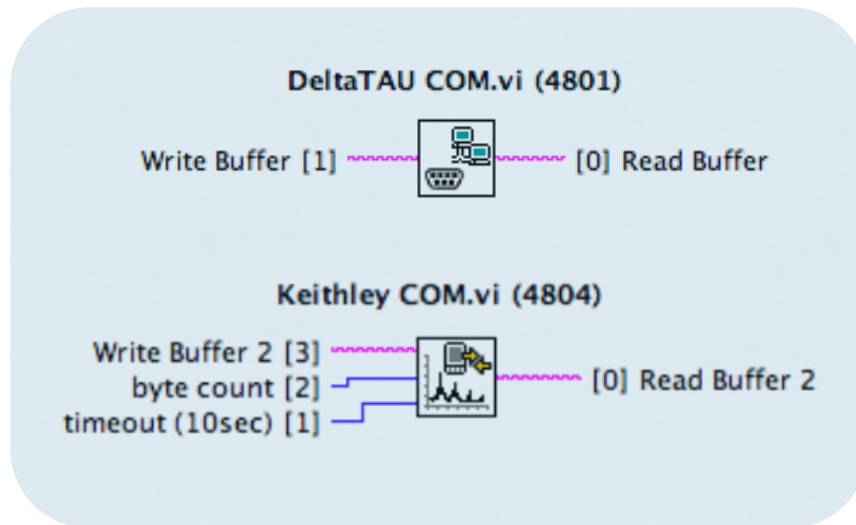 DeltaTAU COM.vi (4801)
Write Buffer [1] [0] Read Buffer
Keithley COM.vi (4804)
Write Buffer 2 [3]
byte count [2] [0] Read Buffer 2
timeout (10sec) [1]